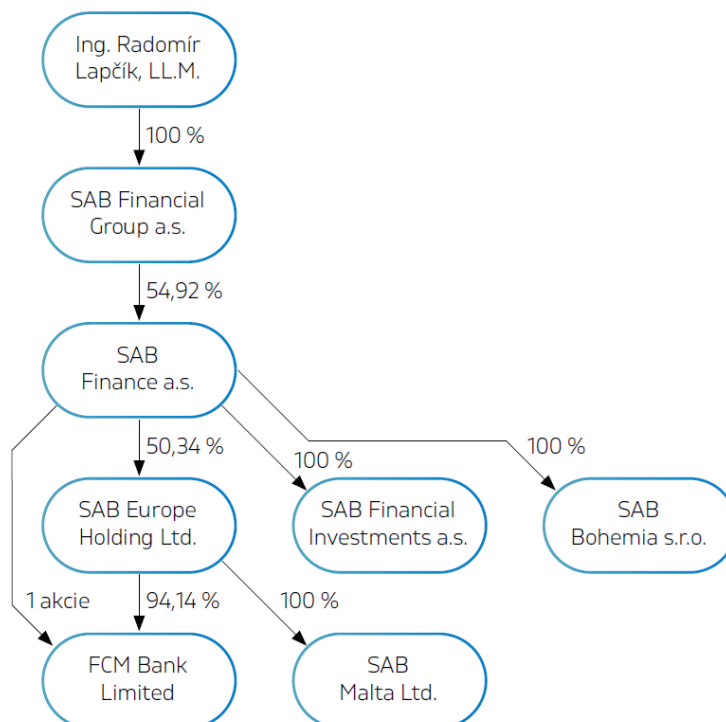 Ing. Radomír
Lapčík, LL.M.
100 %
SAB Financial
Group a.s.
54,92 %
SAB
Finance a.s.
50,34 %
100 %
100 %
SAB Europe
Holding Ltd.
SAB Financial
Investments a.s.
SAB
Bohemia s.r.o.
1 akcie
94,14 %
100 %
FCM Bank
Limited
SAB
Malta Ltd.